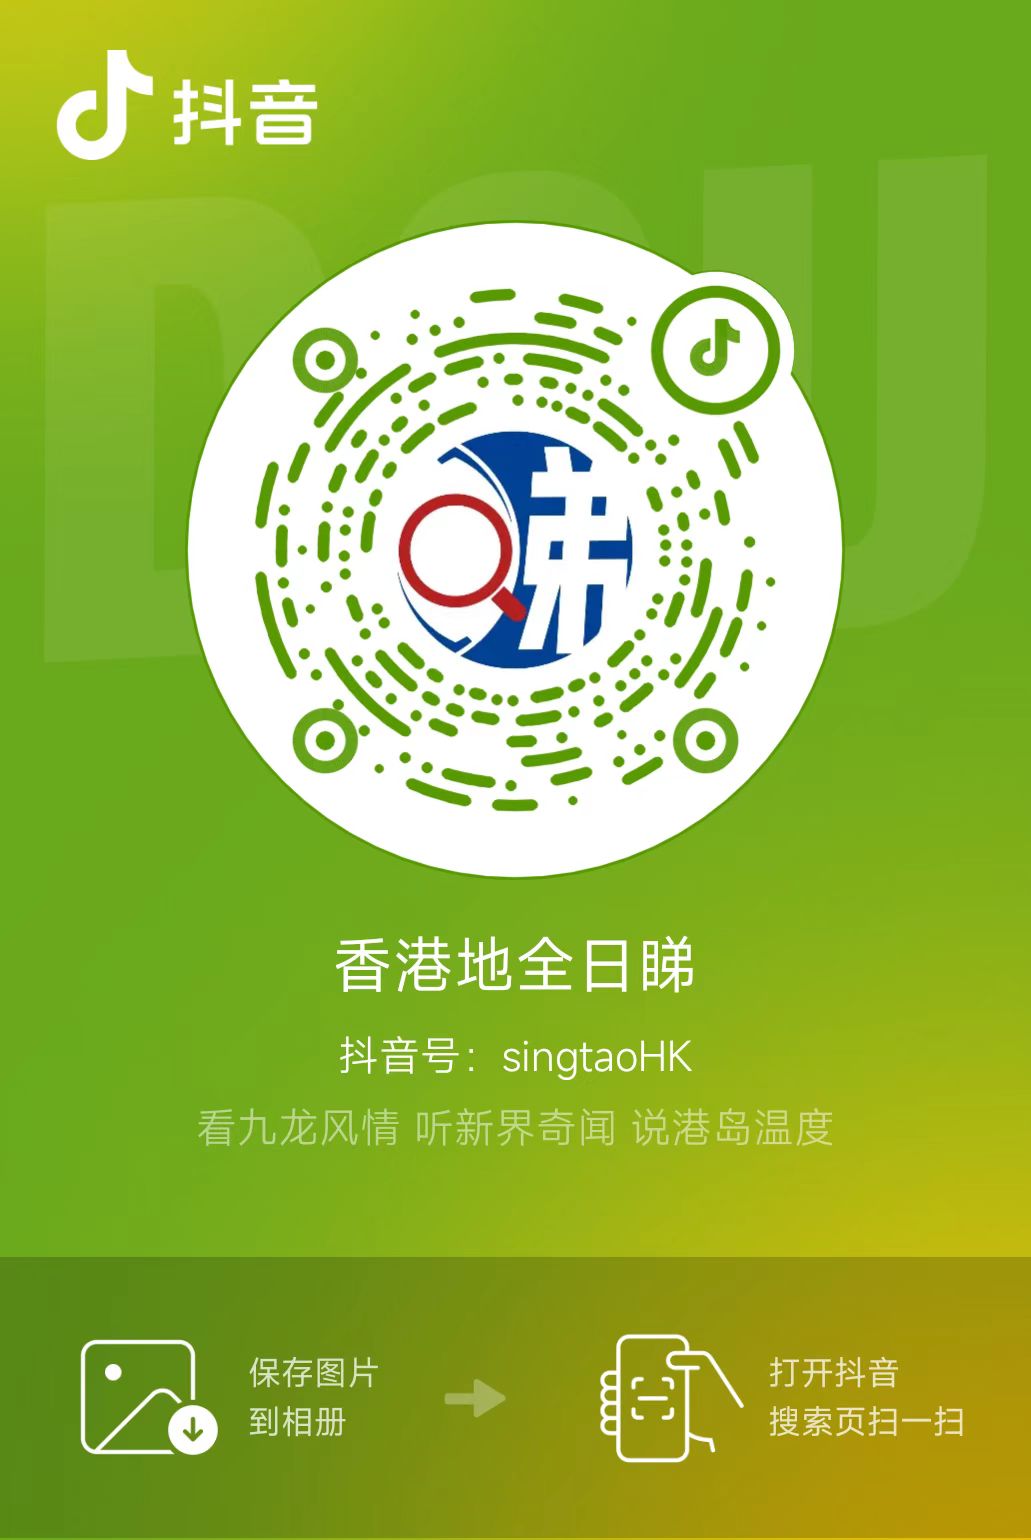 抖音
DOU
睇
香港地全日睇
抖音号：singtaoHK
看九龙风情 听新界奇闻 说港岛温度
保存图片
到相册
打开抖音
搜索页扫一扫